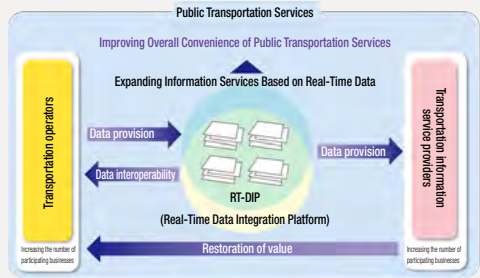 Public Transportation Services
Improving Overall Convenience of Public Transportation Services
Expanding Information Services Based on Real-Time Data
Transportation operators
Data provision
Data interoperability
RT-DIP
(Real-Time Data Integration Platform)
Data provision
Transportation information
service providers
Restoration of value
Increasing the number of
participating businesses
Increasing the number of
participating businesses